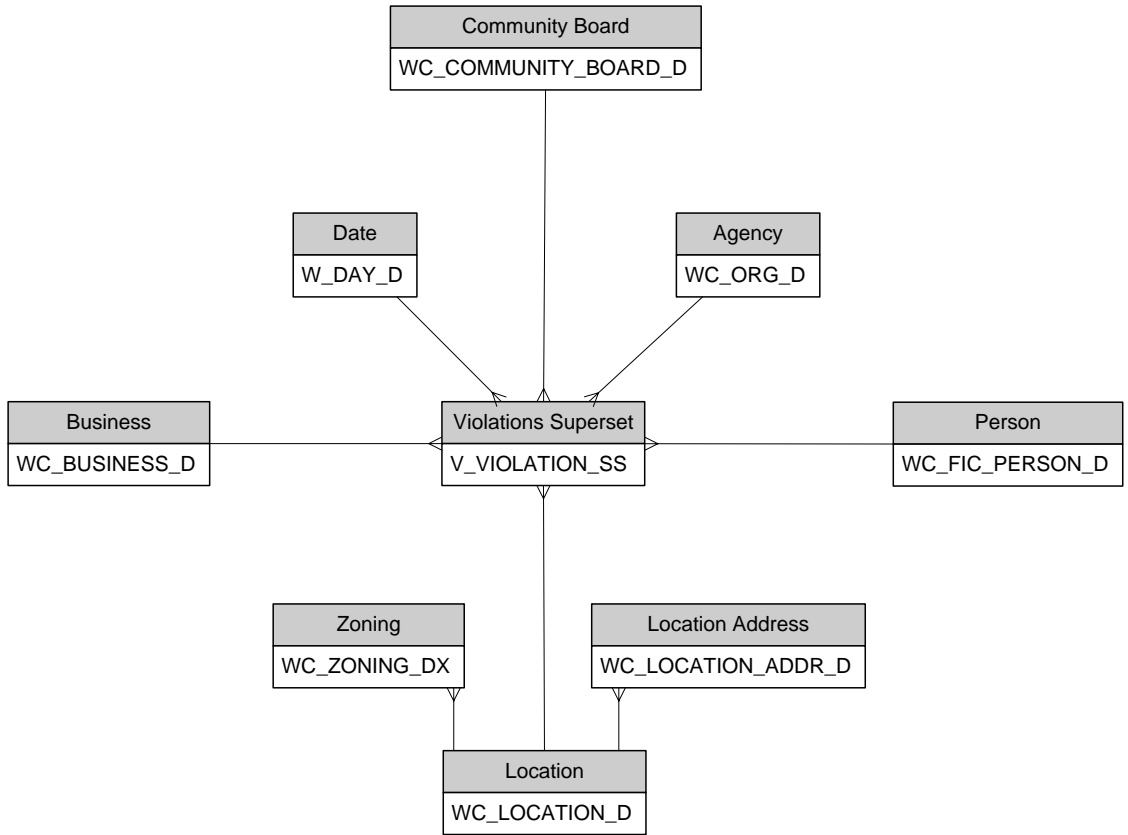 Community Board
WC_COMMUNITY_BOARD_D
Date
W_DAY_D
Agency
WC_ORG_D
Business
WC_BUSINESS_D
Violations Superset
V_VIOLATION_SS
Person
WC_FIC_PERSON_D
Zoning
WC_ZONING_DX
Location Address
WC_LOCATION_ADDR_D
Location
WC_LOCATION_D